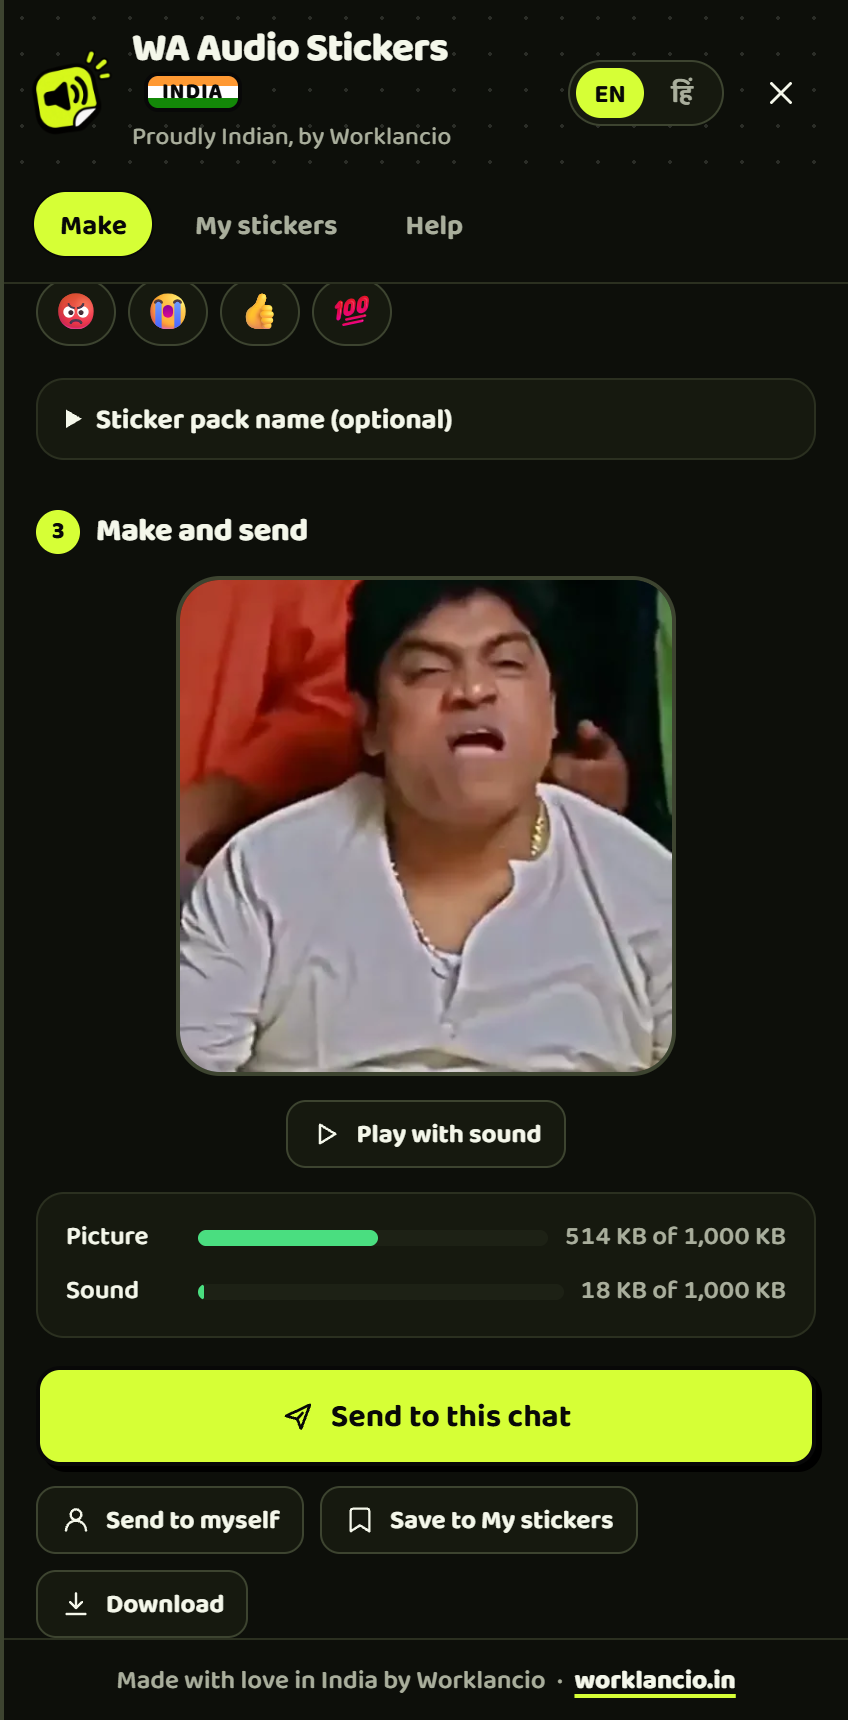 WA Audio Stickers
INDIA
Proudly Indian, by Worklancio
EN
हिं
Make
My stickers
Help
100
Sticker pack name (optional)
3
Make and send
Play with sound
Picture
514 KB of 1,000 KB
Sound
18 KB of 1,000 KB
Send to this chat
Send to myself
Save to My stickers
Download
Made with love in India by Worklancio · worklancio.in